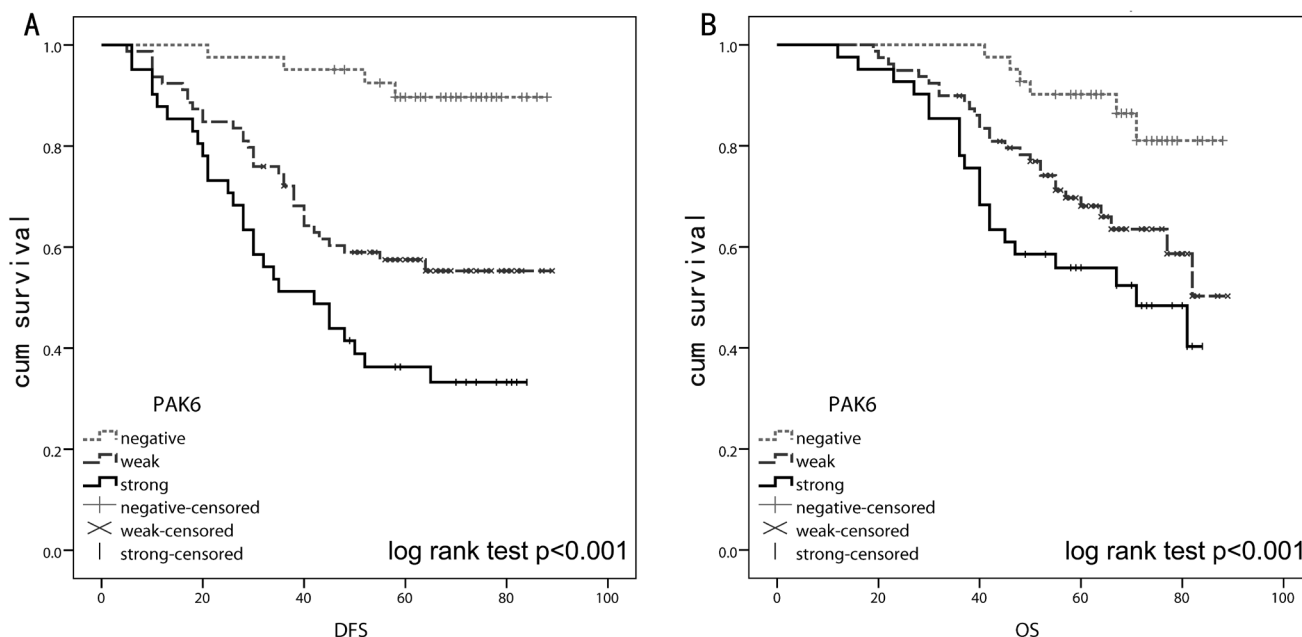 A
cum survival
1.0
0.8
0.6
0.4
0.2
0.0
PAK6
negative
weak
strong
negative-censored
weak-censored
strong-censored
log rank test p<0.001
0 20 40 60 80 100
DFS
B
cum survival
1.0
0.8
0.6
0.4
0.2
0.0
PAK6
negative
weak
strong
negative-censored
weak-censored
strong-censored
log rank test p<0.001
0 20 40 60 80 100
OS